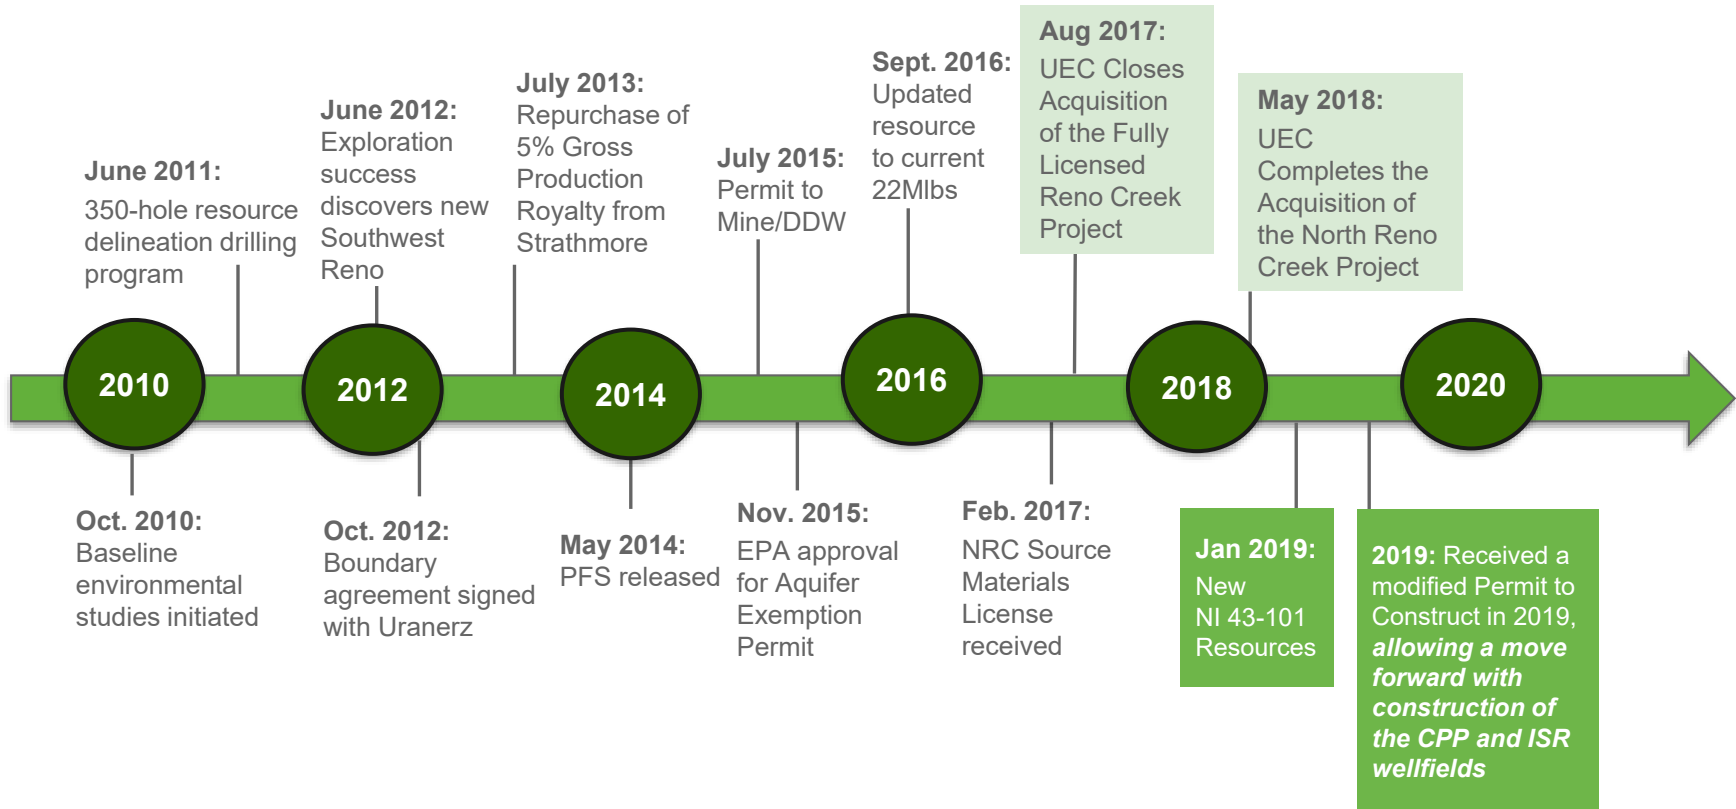 June 2011:
350-hole resource
delineation drilling
program
June 2012:
Exploration
success
discovers new
Southwest
Reno
July 2013:
Repurchase of
5% Gross
Production
Royalty from
Strathmore
July 2015:
Permit to
Mine/DDW
Sept. 2016:
Updated
resource
to current
22Mlbs
Aug 2017:
UEC Closes
Acquisition
of the Fully
Licensed
Reno Creek
Project
May 2018:
UEC
Completes the
Acquisition of
the North Reno
Creek Project
2010
2012
2014
2016
2018
2020
Oct. 2010:
Baseline
environmental
studies initiated
Oct. 2012:
Boundary
agreement signed
with Uranerz
May 2014:
PFS released
Nov. 2015:
EPA approval
for Aquifer
Exemption
Permit
Feb. 2017:
NRC Source
Materials
License
received
Jan 2019:
New
NI 43-101
Resources
2019: Received a
modified Permit to
Construct in 2019,
allowing a move
forward with
construction of
the CPP and ISR
wellfields